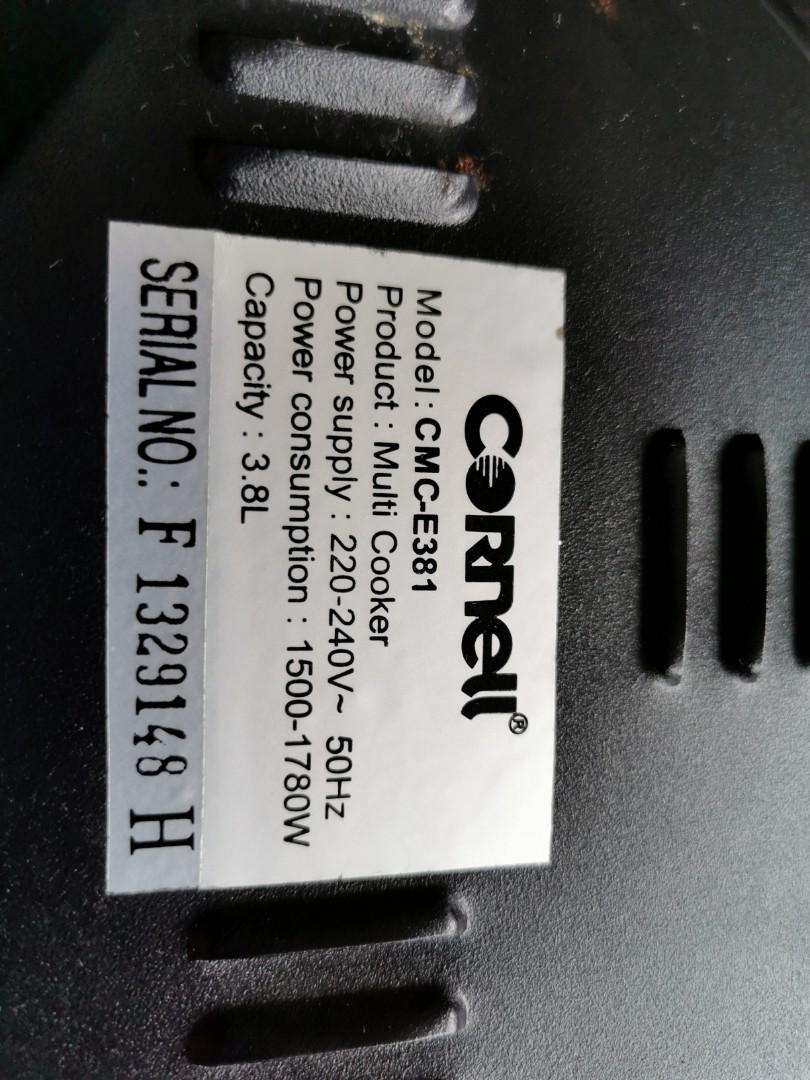 Cornell®
Model : CMC-E381
Product : Multi Cooker
Power supply : 220-240V~ 50Hz
Power consumption : 1500-1780W
Capacity : 3.8L
SERIAL NO.: F 1329148 H